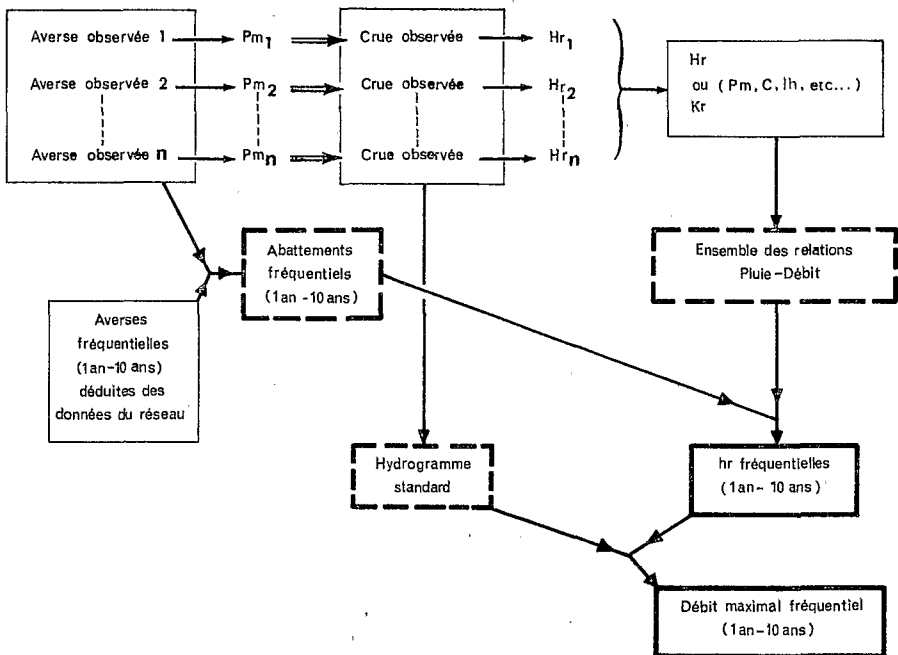 Averse observée 1 Pm1 Crue observée Hr1
Averse observée 2 Pm2 Crue observée Hr2
Averse observée n Pmn Crue observée Hrn
Hr
ou (Pm, C, Ih, etc...)
Kr
Abattements
fréquentiels
(1an-10 ans)
Ensemble des relations
Pluie-Débit
Averses
fréquentielles
(1an-10 ans)
déduites des
données du réseau
Hydrogramme
standard
hr fréquentielles
(1an- 10 ans)
Débit maximal fréquentiel
(1an-10ans)